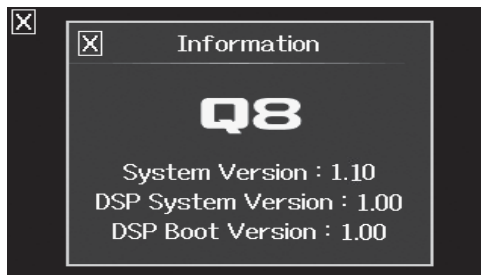 X
X Information
Q8
System Version : 1.10
DSP System Version : 1.00
DSP Boot Version : 1.00